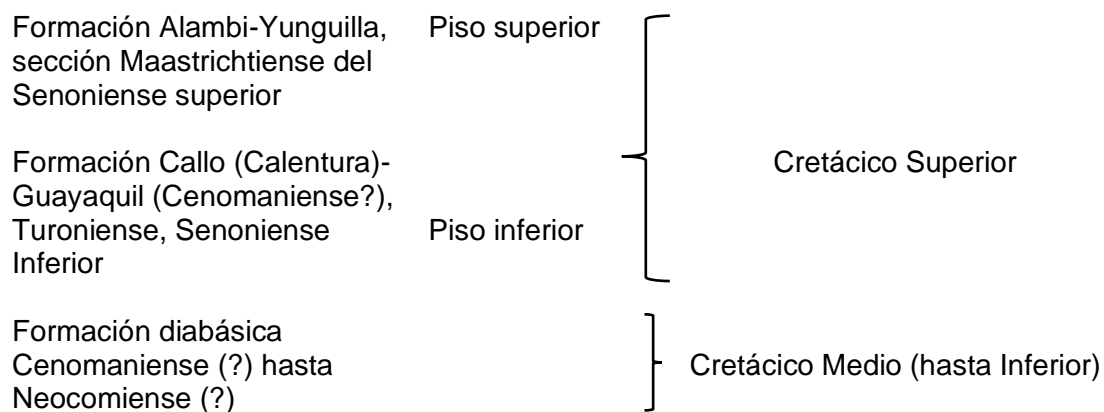 Formación Alambi-Yunguilla, Piso superior
sección Maastrichtiense del
Senoniense superior
Formación Callo (Calentura)- Cretácico Superior
Guayaquil (Cenomaniense?),
Turoniense, Senoniense Piso inferior
Inferior
Formación diabásica
Cenomaniense (?) hasta Cretácico Medio (hasta Inferior)
Neocomiense (?)